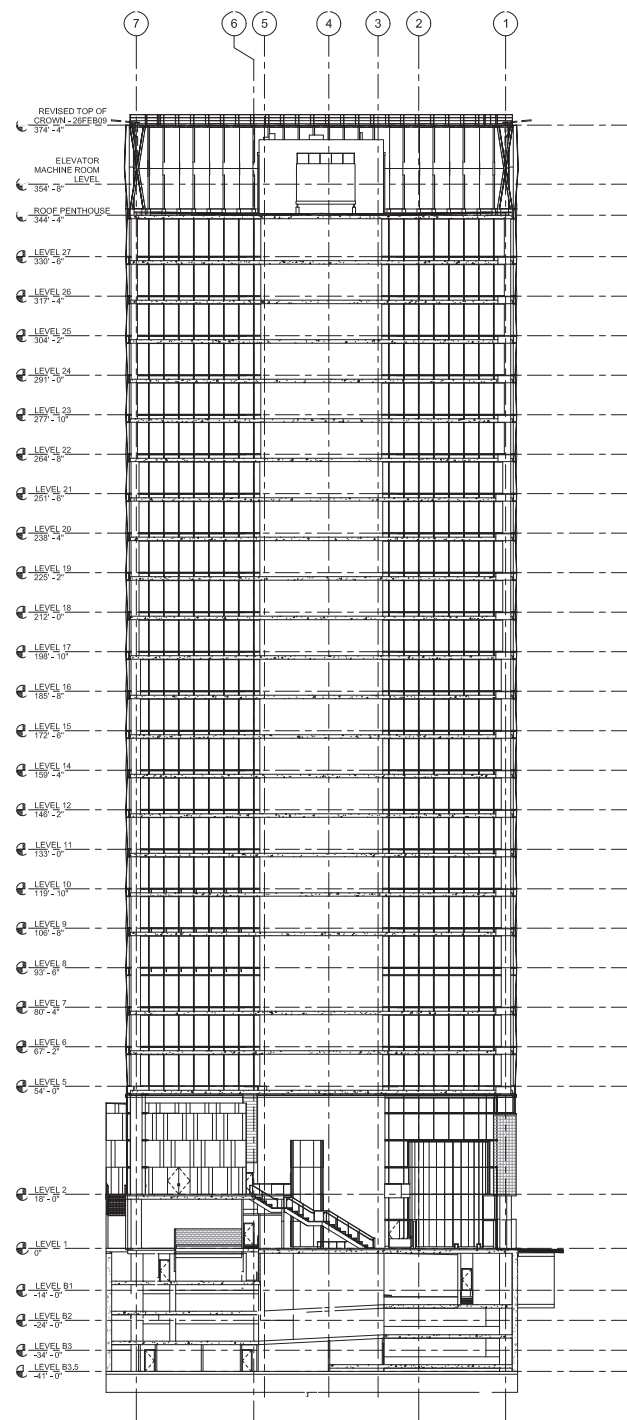 7 6 5 4 3 2 1
REVISED TOP OF
CROWN - 26FEB09
374' - 4"
ELEVATOR
MACHINE ROOM
LEVEL
354' - 8"
ROOF PENTHOUSE
344' - 4"
LEVEL 27
330' - 6"
LEVEL 26
317' - 4"
LEVEL 25
304' - 2"
LEVEL 24
291' - 0"
LEVEL 23
277' - 10"
LEVEL 22
264' - 8"
LEVEL 21
251' - 6"
LEVEL 20
238' - 4"
LEVEL 19
225' - 2"
LEVEL 18
212' - 0"
LEVEL 17
198' - 10"
LEVEL 16
185' - 8"
LEVEL 15
172' - 6"
LEVEL 14
159' - 4"
LEVEL 12
146' - 2"
LEVEL 11
133' - 0"
LEVEL 10
119' - 10"
LEVEL 9
106' - 8"
LEVEL 8
93' - 6"
LEVEL 7
80' - 4"
LEVEL 6
67' - 2"
LEVEL 5
54' - 0"
LEVEL 2
18' - 0"
LEVEL 1
0"
LEVEL B1
-14' - 0"
LEVEL B2
-24' - 0"
LEVEL B3
-34' - 0"
LEVEL B3.5
-41' - 0"